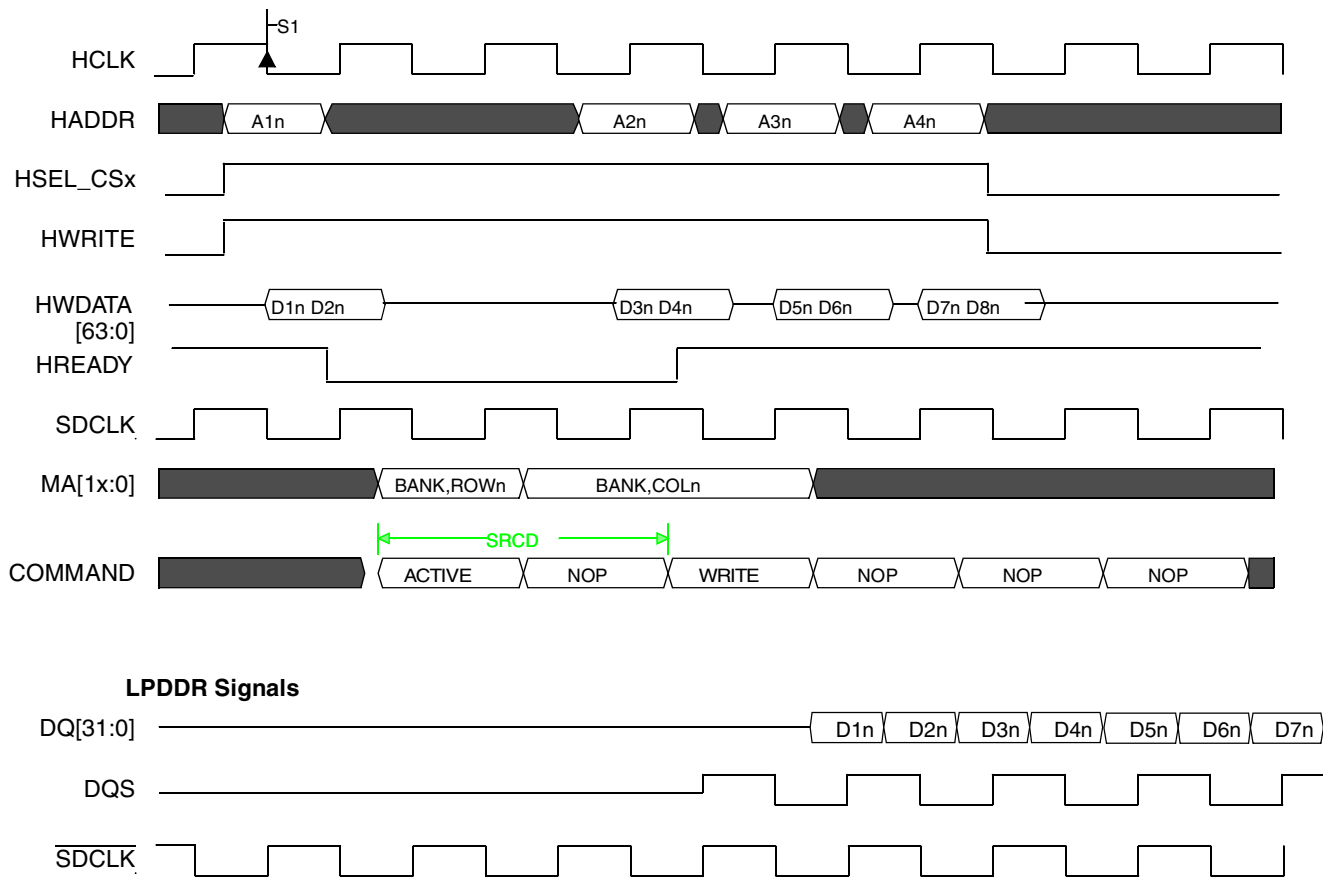 S1
HCLK
HADDR A1n A2n A3n A4n
HSEL_CSx
HWRITE
HWDATA D1n D2n D3n D4n D5n D6n D7n D8n
[63:0]
HREADY
SDCLK
MA[1x:0] BANK,ROWn BANK,COLn
SRCD
COMMAND ACTIVE NOP WRITE NOP NOP NOP
LPDDR Signals
DQ[31:0] D1n D2n D3n D4n D5n D6n D7n
DQS
SDCLK